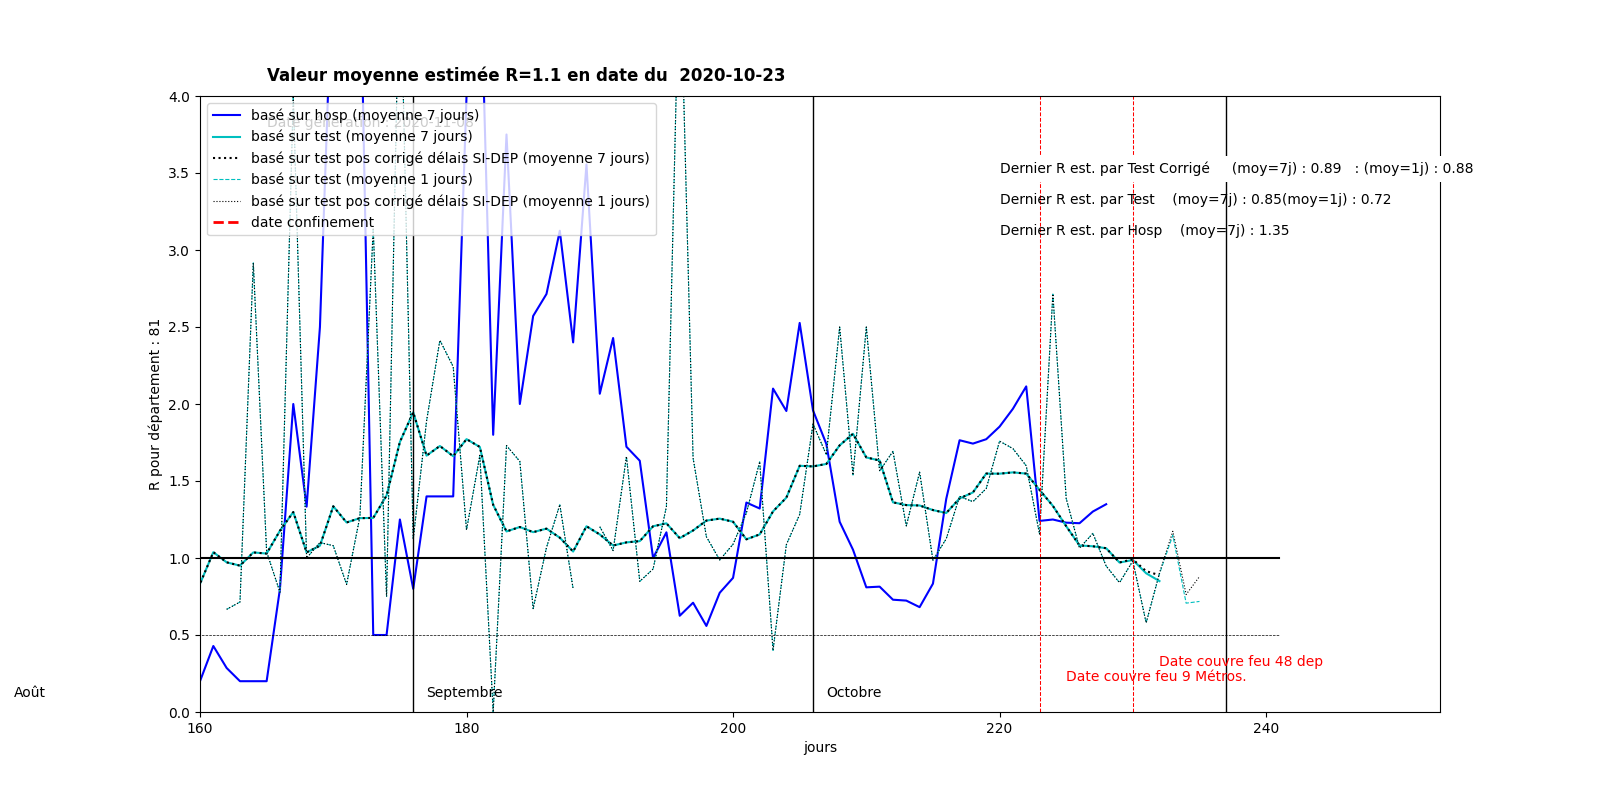 Valeur moyenne estimée R=1.1 en date du  2020-10-23
basé sur hosp (moyenne 7 jours)
basé sur test (moyenne 7 jours)
basé sur test pos corrigé délais SI-DEP (moyenne 7 jours)
basé sur test (moyenne 1 jours)
basé sur test pos corrigé délais SI-DEP (moyenne 1 jours)
date confinement
Dernier R est. par Test Corrigé     (moy=7j) : 0.89   : (moy=1j) : 0.88
Dernier R est. par Test    (moy=7j) : 0.85(moy=1j) : 0.72
Dernier R est. par Hosp    (moy=7j) : 1.35
4.0
3.5
3.0
2.5
2.0
1.5
1.0
0.5
0.0
R pour département : 81
Date couvre feu 48 dep
Date couvre feu 9 Métros.
Août
Septembre
Octobre
160
180
200
220
240
jours